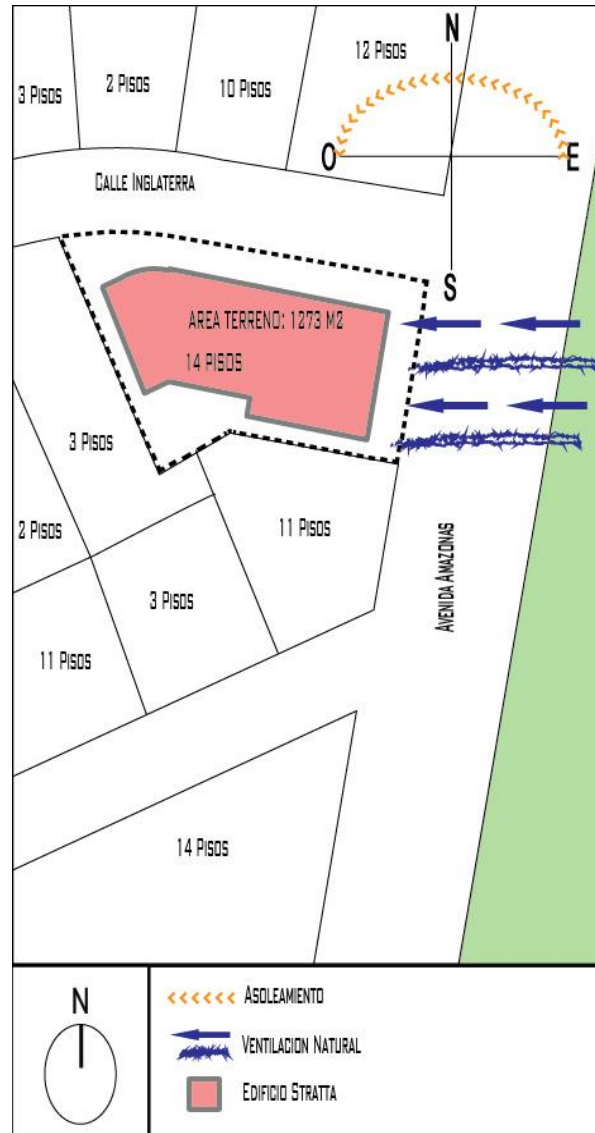 12 Pisos
N
3 Pisos
2 Pisos
10 Pisos
O
E
Calle Inglaterra
S
Area Terreno: 1273 m2
14 Pisos
3 Pisos
2 Pisos
11 Pisos
3 Pisos
11 Pisos
Avenida Amazonas
14 Pisos
N
Asoleamiento
Ventilacion Natural
Edificio Stratta